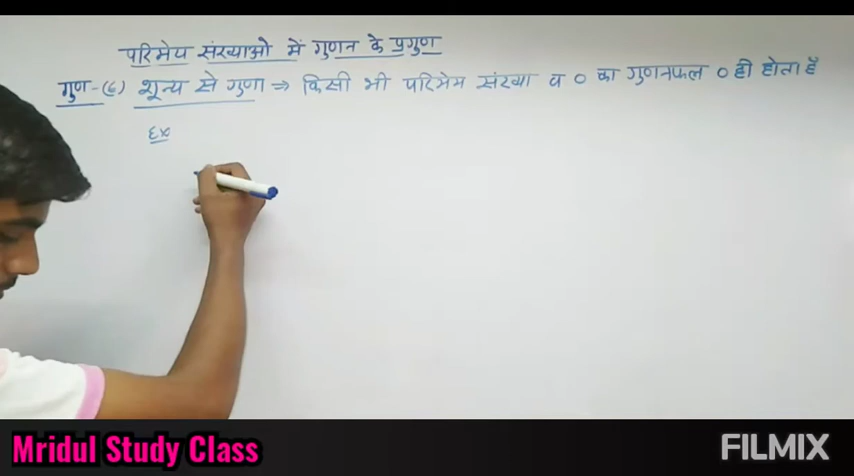 परिमेय संख्याओ में गुणन के प्रगुण
गुण-(6) शून्य से गुणा ⇒ किसी भी परिमेय संख्या व 0 का गुणनफल 0 ही होता है
Ex
Mridul Study Class
FILMIX